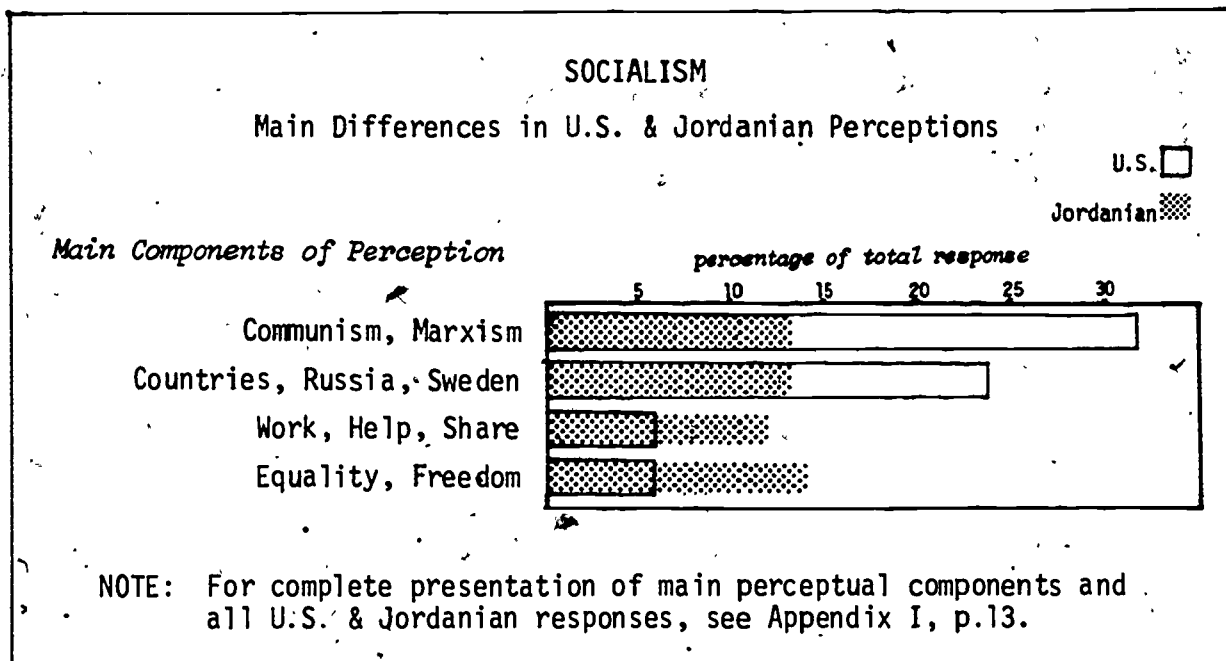 SOCIALISM
Main Differences in U.S. & Jordanian Perceptions
U.S.
Jordanian
Main Components of Perception
percentage of total response
5 10 15 20 25 30
Communism, Marxism
Countries, Russia, Sweden
Work, Help, Share
Equality, Freedom
NOTE: For complete presentation of main perceptual components and
all U.S. & Jordanian responses, see Appendix I, p.13.